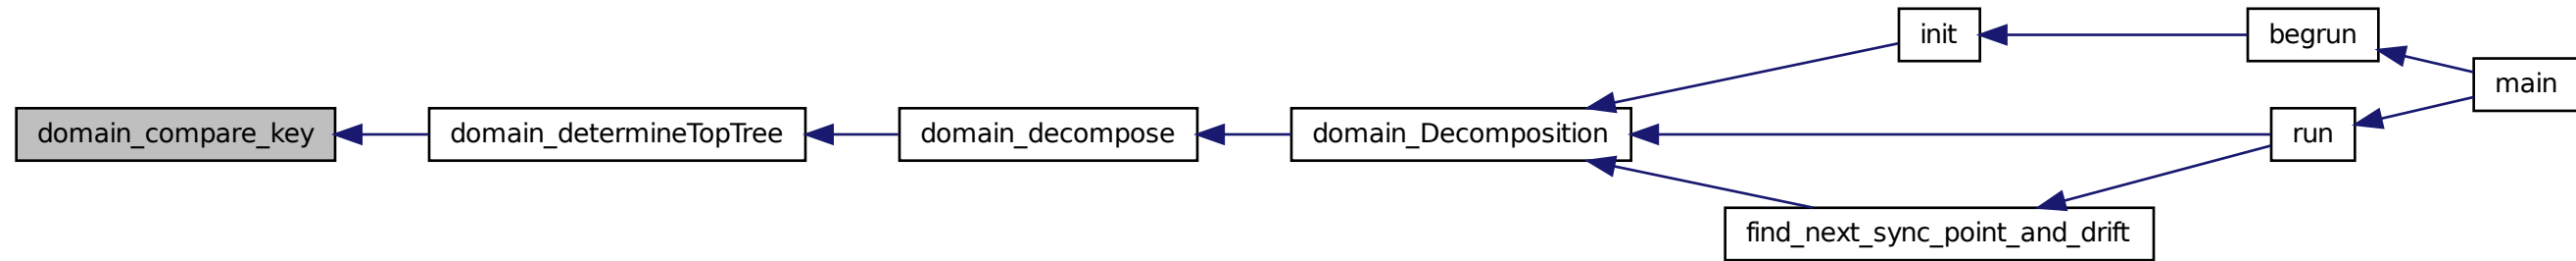 domain_compare_key
domain_determineTopTree
domain_decompose
domain_Decomposition
init
begrun
main
run
find_next_sync_point_and_drift